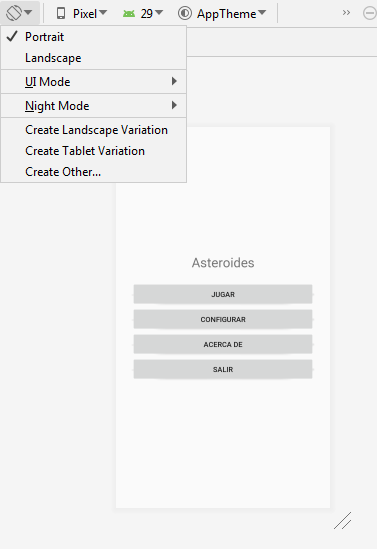 Pixel 29 AppTheme
Portrait
Landscape
UI Mode
Night Mode
Create Landscape Variation
Create Tablet Variation
Create Other...
Asteroides
JUGAR
CONFIGURAR
ACERCA DE
SALIR